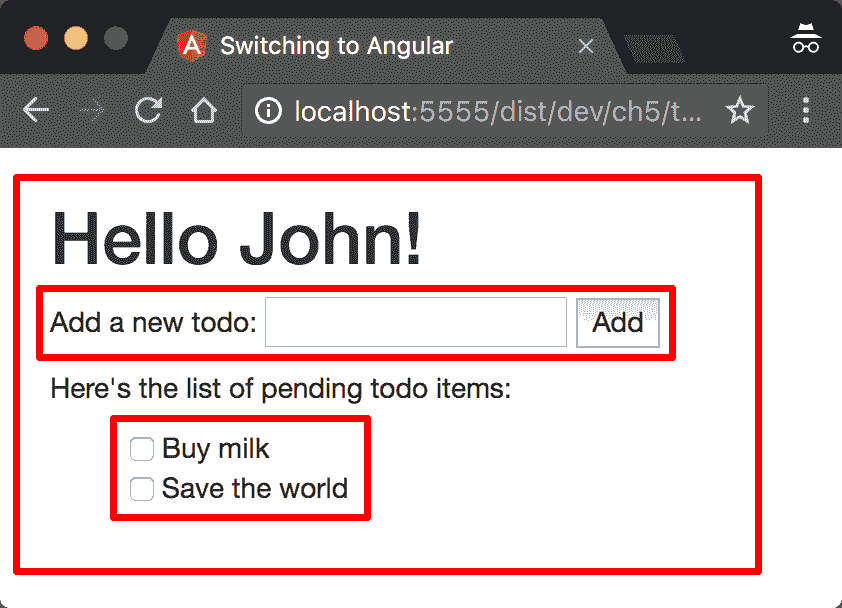 Switching to Angular
localhost:5555/dist/dev/ch5/t...
Hello John!
Add a new todo:
Add
Here's the list of pending todo items:
Buy milk
Save the world